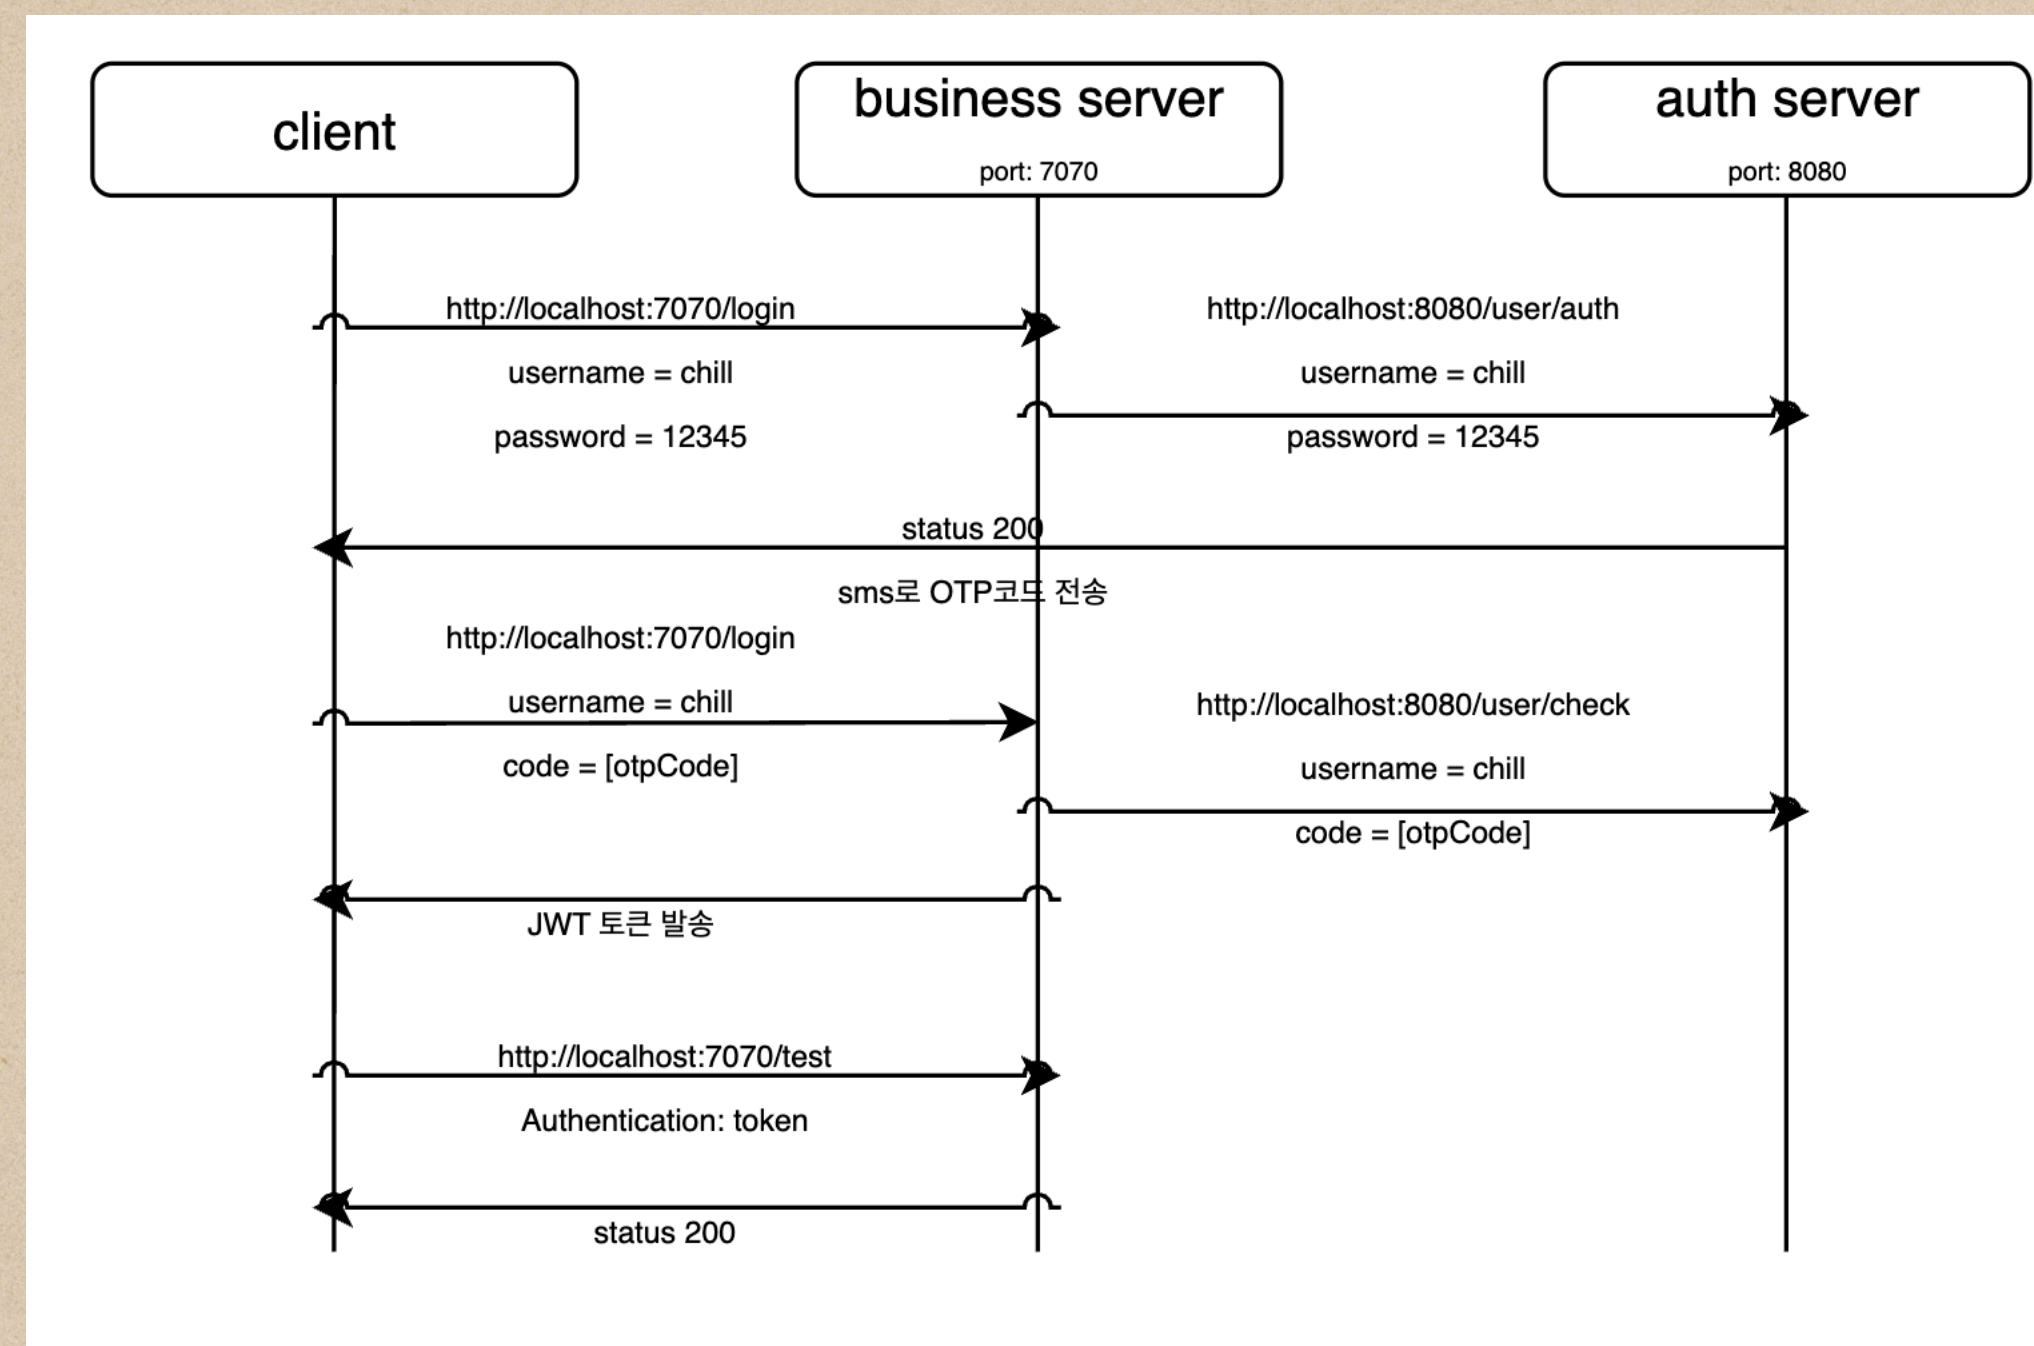 client
business server
port: 7070
auth server
port: 8080
http://localhost:7070/login
username = chill
password = 12345
http://localhost:8080/user/auth
username = chill
password = 12345
status 200
sms로 OTP코드 전송
http://localhost:7070/login
username = chill
code = [otpCode]
http://localhost:8080/user/check
username = chill
code = [otpCode]
JWT 토큰 발송
http://localhost:7070/test
Authentication: token
status 200